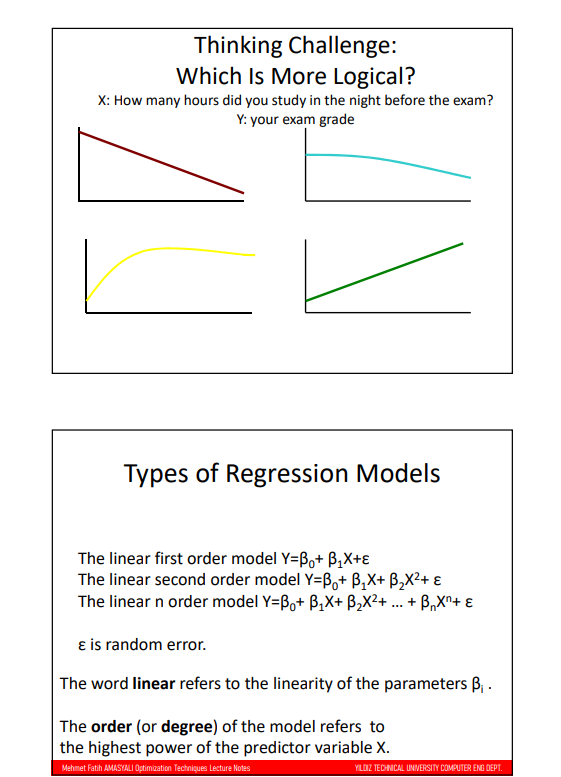 Thinking Challenge:
Which Is More Logical?
X: How many hours did you study in the night before the exam?
Y: your exam grade
Types of Regression Models
The linear first order model Y=β₀+ β₁X+ε
The linear second order model Y=β₀+ β₁X+ β₂X²+ ε
The linear n order model Y=β₀+ β₁X+ β₂X²+ ... + βₙXⁿ+ ε
ε is random error.
The word linear refers to the linearity of the parameters βᵢ .
The order (or degree) of the model refers to
the highest power of the predictor variable X.
Mehmet Fatih AMASYALI Optimization Techniques Lecture Notes YILDIZ TECHNICAL UNIVERSITY COMPUTER ENG DEPT.